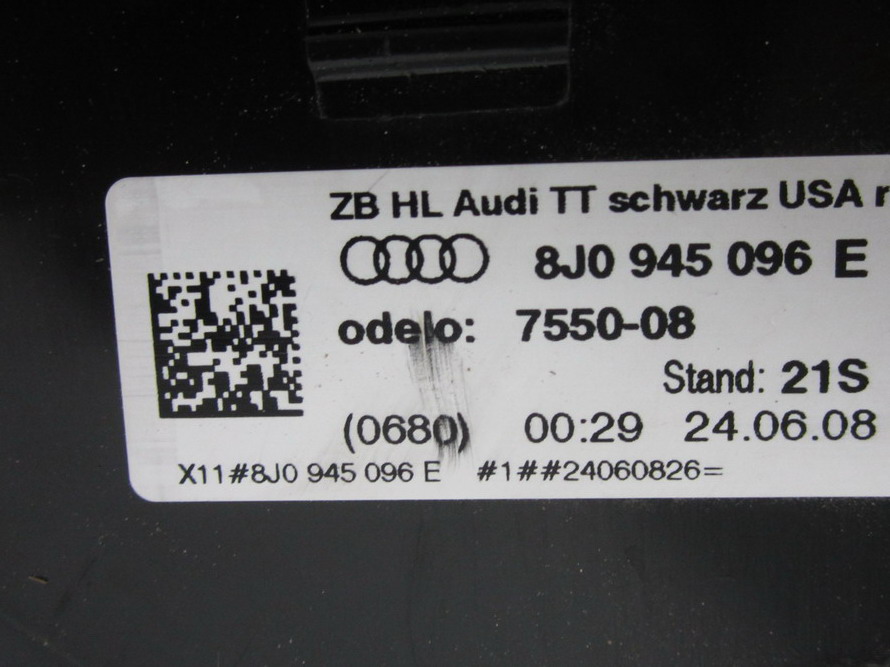 ZB HL Audi TT schwarz USA r
8J0 945 096 E
odelo: 7550-08
Stand: 21S
(0680) 00:29 24.06.08
X11#8J0 945 096 E #1##24060826=